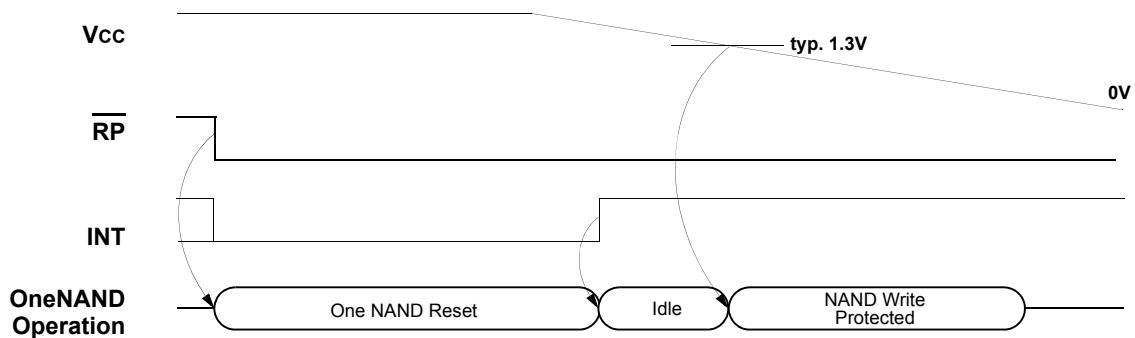 Vcc
typ. 1.3V
0V
RP
INT
OneNAND
Operation
One NAND Reset
Idle
NAND Write
Protected